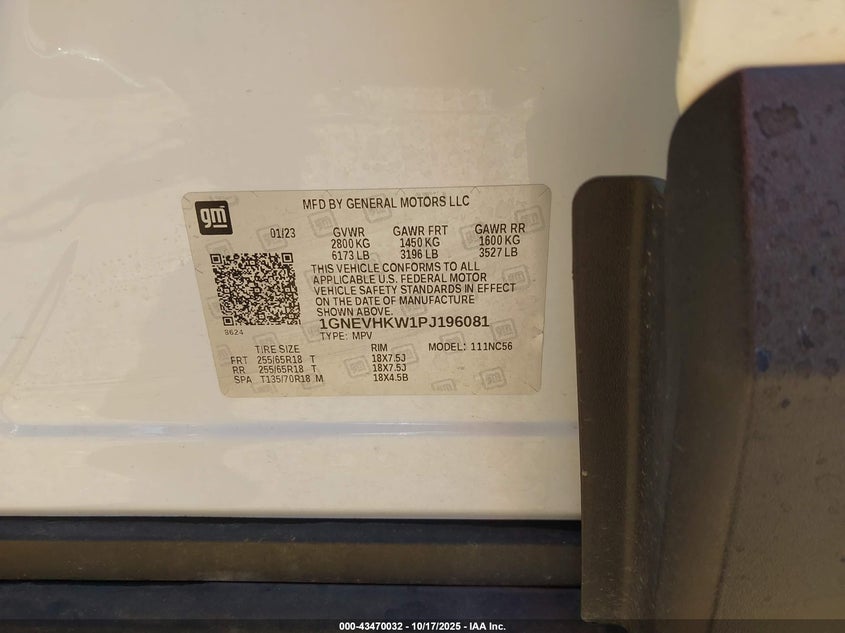 gm
MFD BY GENERAL MOTORS LLC
01/23 GVWR GAWR FRT GAWR RR
2800 KG 1450 KG 1600 KG
6173 LB 3196 LB 3527 LB
THIS VEHICLE CONFORMS TO ALL
APPLICABLE U.S. FEDERAL MOTOR
VEHICLE SAFETY STANDARDS IN EFFECT
ON THE DATE OF MANUFACTURE
SHOWN ABOVE.
1GNEVHKW1PJ196081
8624
TYPE: MPV
TIRE SIZE RIM MODEL: 111NC56
FRT 255/65R18 T 18X7.5J
RR 255/65R18 T 18X7.5J
SPA T135/70R18 M 18X4.5B
000-43470032 - 10/17/2025 - IAA Inc.